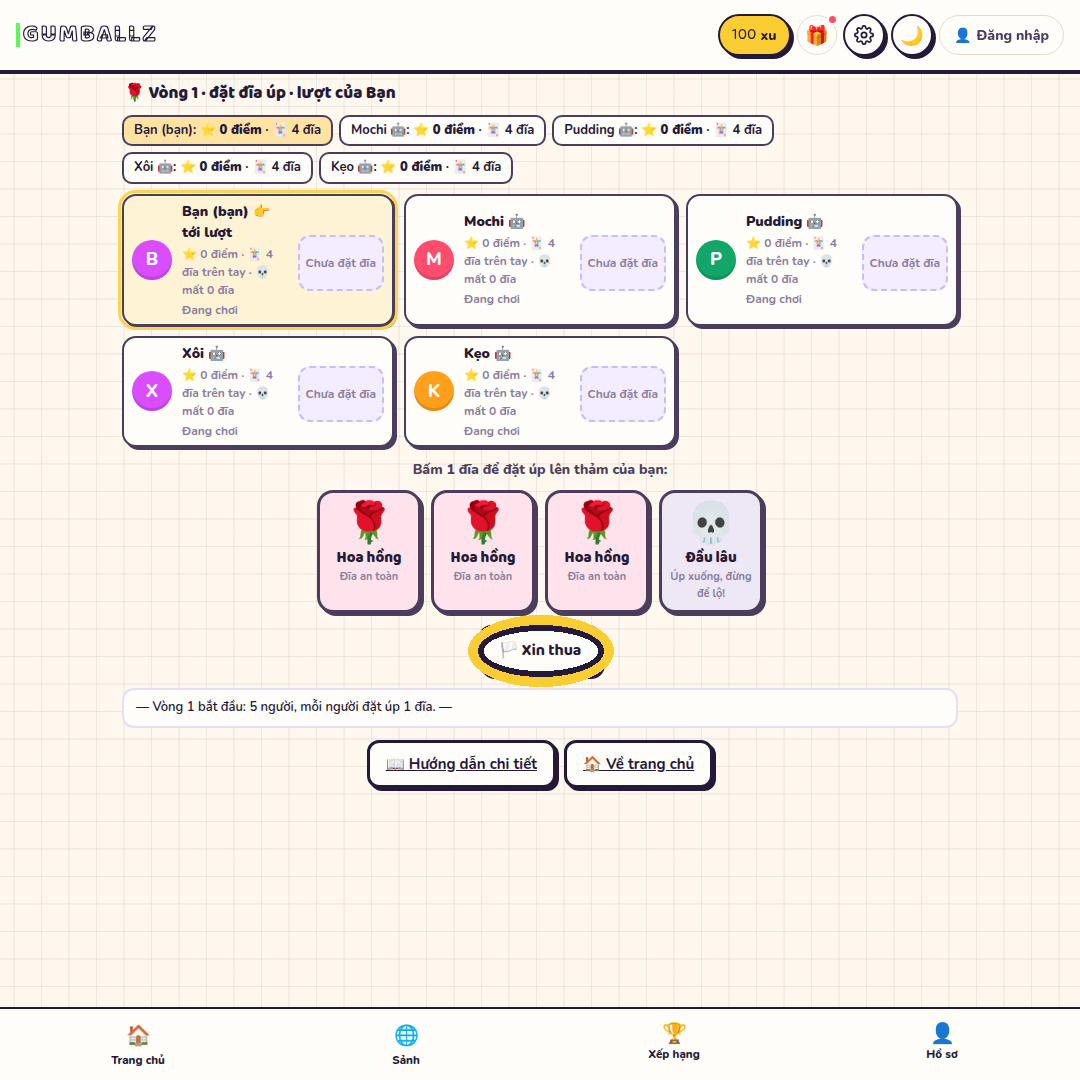 GUMBALLZ
100 xu
Đăng nhập
Vòng 1 · đặt đĩa úp · lượt của Bạn
Bạn (bạn): ⭐ 0 điểm · 🃏 4 đĩa
Mochi 🤖: ⭐ 0 điểm · 🃏 4 đĩa
Pudding 🤖: ⭐ 0 điểm · 🃏 4 đĩa
Xôi 🤖: ⭐ 0 điểm · 🃏 4 đĩa
Kẹo 🤖: ⭐ 0 điểm · 🃏 4 đĩa
B
Bạn (bạn) 👉
tới lượt
⭐ 0 điểm · 🃏 4
đĩa trên tay · 💀
mất 0 đĩa
Đang chơi
Chưa đặt đĩa
M
Mochi 🤖
⭐ 0 điểm · 🃏 4
đĩa trên tay · 💀
mất 0 đĩa
Đang chơi
Chưa đặt đĩa
P
Pudding 🤖
⭐ 0 điểm · 🃏 4
đĩa trên tay · 💀
mất 0 đĩa
Đang chơi
Chưa đặt đĩa
X
Xôi 🤖
⭐ 0 điểm · 🃏 4
đĩa trên tay · 💀
mất 0 đĩa
Đang chơi
Chưa đặt đĩa
K
Kẹo 🤖
⭐ 0 điểm · 🃏 4
đĩa trên tay · 💀
mất 0 đĩa
Đang chơi
Chưa đặt đĩa
Bấm 1 đĩa để đặt úp lên thảm của bạn:
Hoa hồng
Đĩa an toàn
Hoa hồng
Đĩa an toàn
Hoa hồng
Đĩa an toàn
Đầu lâu
Úp xuống, đừng
để lộ!
🏳️ Xin thua
— Vòng 1 bắt đầu: 5 người, mỗi người đặt úp 1 đĩa. —
📖 Hướng dẫn chi tiết
🏠 Về trang chủ
Trang chủ
Sảnh
Xếp hạng
Hồ sơ